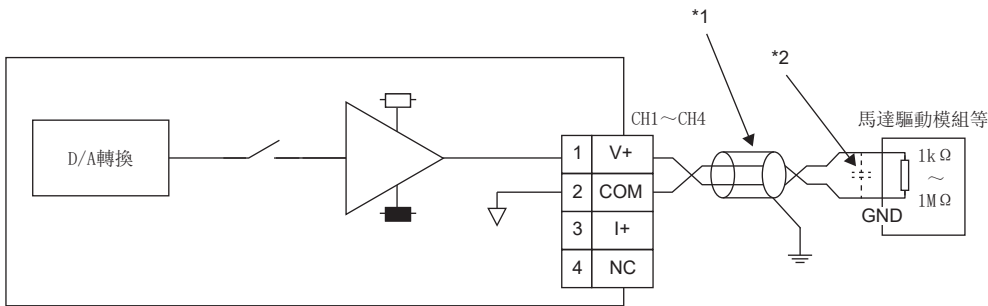 *1
*2
CH1～CH4
馬達驅動模組等
D/A轉換
1 V+
2 COM
3 I+
4 NC
1kΩ
～
1MΩ
GND